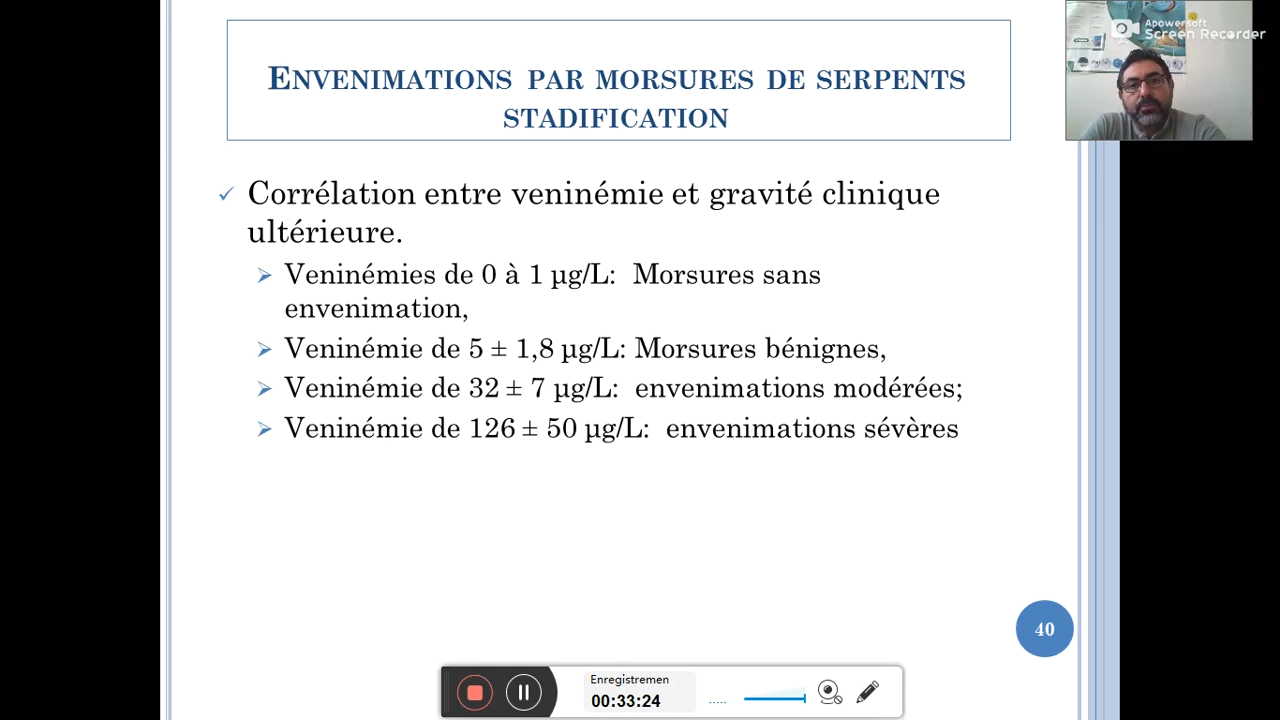 ENVENIMATIONS PAR MORSURES DE SERPENTS
STADIFICATION
Apowersoft
Screen Recorder
✓ Corrélation entre veninémie et gravité clinique
ultérieure.
➢ Veninémies de 0 à 1 µg/L: Morsures sans
envenimation,
➢ Veninémie de 5 ± 1,8 µg/L: Morsures bénignes,
➢ Veninémie de 32 ± 7 µg/L: envenimations modérées;
➢ Veninémie de 126 ± 50 µg/L: envenimations sévères
40
Enregistremen
00:33:24